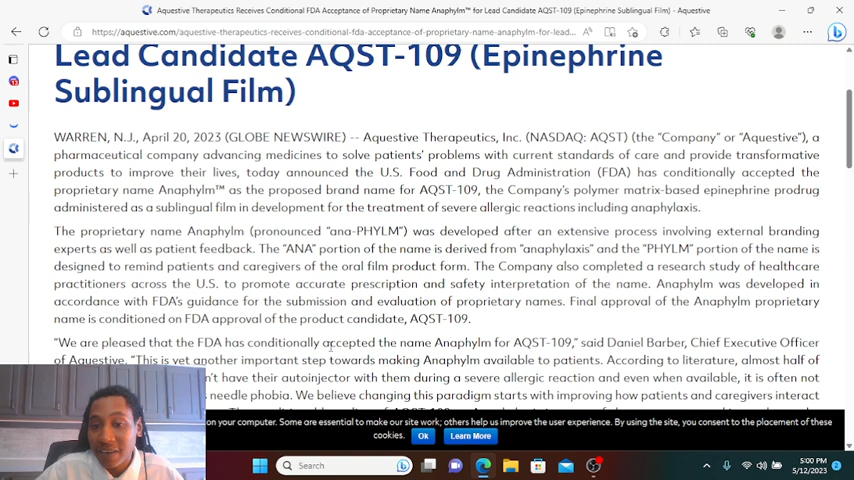 Aquestive Therapeutics Receives Conditional FDA Acceptance of Proprietary Name Anaphylm™ for Lead Candidate AQST-109 (Epinephrine Sublingual Film) - Aquestive
https://aquestive.com/aquestive-therapeutics-receives-conditional-fda-acceptance-of-proprietary-name-anaphylm-for-lead...
Lead Candidate AQST-109 (Epinephrine
Sublingual Film)
WARREN, N.J., April 20, 2023 (GLOBE NEWSWIRE) -- Aquestive Therapeutics, Inc. (NASDAQ: AQST) (the “Company” or “Aquestive”), a
pharmaceutical company advancing medicines to solve patients’ problems with current standards of care and provide transformative
products to improve their lives, today announced the U.S. Food and Drug Administration (FDA) has conditionally accepted the
proprietary name Anaphylm™ as the proposed brand name for AQST-109, the Company’s polymer matrix-based epinephrine prodrug
administered as a sublingual film in development for the treatment of severe allergic reactions including anaphylaxis.
The proprietary name Anaphylm (pronounced “ana-PHYLM”) was developed after an extensive process involving external branding
experts as well as patient feedback. The “ANA” portion of the name is derived from “anaphylaxis” and the “PHYLM” portion of the name is
designed to remind patients and caregivers of the oral film product form. The Company also completed a research study of healthcare
practitioners across the U.S. to promote accurate prescription and safety interpretation of the name. Anaphylm was developed in
accordance with FDA’s guidance for the submission and evaluation of proprietary names. Final approval of the Anaphylm proprietary
name is conditioned on FDA approval of the product candidate, AQST-109.
“We are pleased that the FDA has conditionally accepted the name Anaphylm for AQST-109,” said Daniel Barber, Chief Executive Officer
of Aquestive. “This is yet another important step towards making Anaphylm available to patients. According to literature, almost half of
n’t have their autoinjector with them during a severe allergic reaction and even when available, it is often not
needle phobia. We believe changing this paradigm starts with improving how patients and caregivers interact
on your computer. Some are essential to make our site work; others help us improve the user experience. By using the site, you consent to the placement of these
cookies. Ok Learn More
Search
5:00 PM
5/12/2023